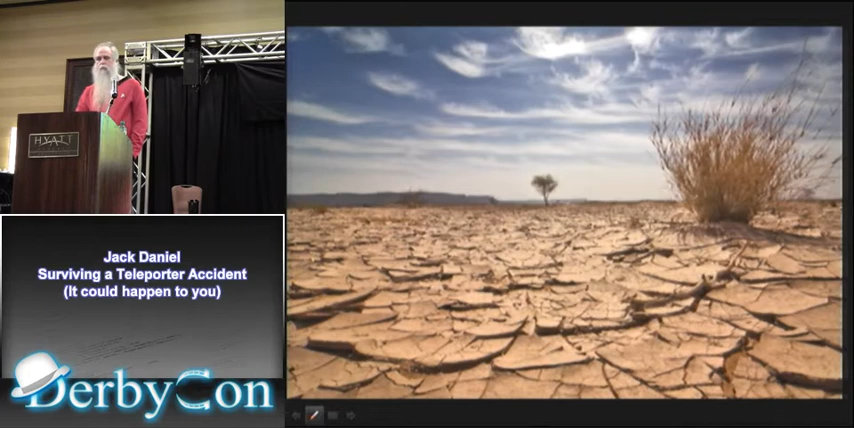 HYATT
Jack Daniel
Surviving a Teleporter Accident
(It could happen to you)
DerbyCon